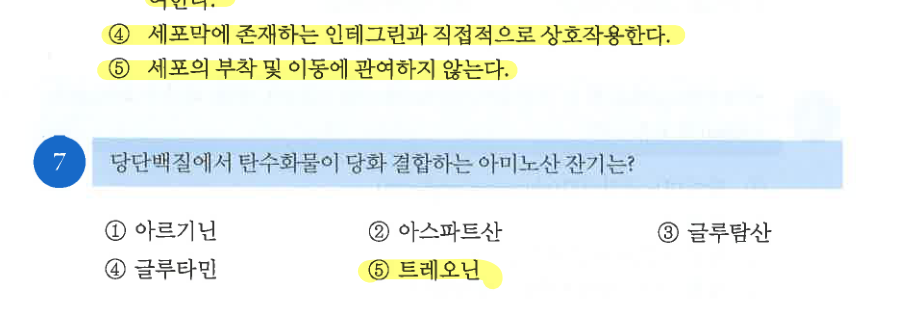 여한다.
④ 세포막에 존재하는 인테그린과 직접적으로 상호작용한다.
⑤ 세포의 부착 및 이동에 관여하지 않는다.
7 당단백질에서 탄수화물이 당화 결합하는 아미노산 잔기는?
① 아르기닌 ② 아스파트산 ③ 글루탐산
④ 글루타민 ⑤ 트레오닌